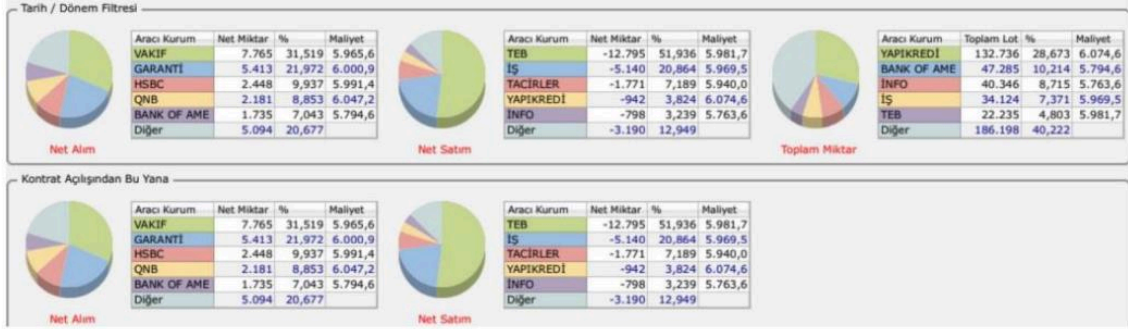 Tarih / Dönem Filtresi
Aracı Kurum Net Miktar % Maliyet
VAKIF 7.765 31,519 5.965,6
GARANTİ 5.413 21,972 6.000,9
HSBC 2.448 9,937 5.991,4
QNB 2.181 8,853 6.047,2
BANK OF AME 1.735 7,043 5.794,6
Diğer 5.094 20,677
Net Alım
Aracı Kurum Net Miktar % Maliyet
TEB -12.795 51,936 5.981,7
İŞ -5.140 20,864 5.969,5
TACİRLER -1.771 7,189 5.940,0
YAPIKREDİ -942 3,824 6.074,6
İNFO -798 3,239 5.763,6
Diğer -3.190 12,949
Net Satım
Aracı Kurum Toplam Lot % Maliyet
YAPIKREDİ 132.736 28,673 6.074,6
BANK OF AME 47.285 10,214 5.794,6
İNFO 40.346 8,715 5.763,6
İŞ 34.124 7,371 5.969,5
TEB 22.235 4,803 5.981,7
Diğer 186.198 40,222
Toplam Miktar
Kontrat Açılışından Bu Yana
Aracı Kurum Net Miktar % Maliyet
VAKIF 7.765 31,519 5.965,6
GARANTİ 5.413 21,972 6.000,9
HSBC 2.448 9,937 5.991,4
QNB 2.181 8,853 6.047,2
BANK OF AME 1.735 7,043 5.794,6
Diğer 5.094 20,677
Net Alım
Aracı Kurum Net Miktar % Maliyet
TEB -12.795 51,936 5.981,7
İŞ -5.140 20,864 5.969,5
TACİRLER -1.771 7,189 5.940,0
YAPIKREDİ -942 3,824 6.074,6
İNFO -798 3,239 5.763,6
Diğer -3.190 12,949
Net Satım